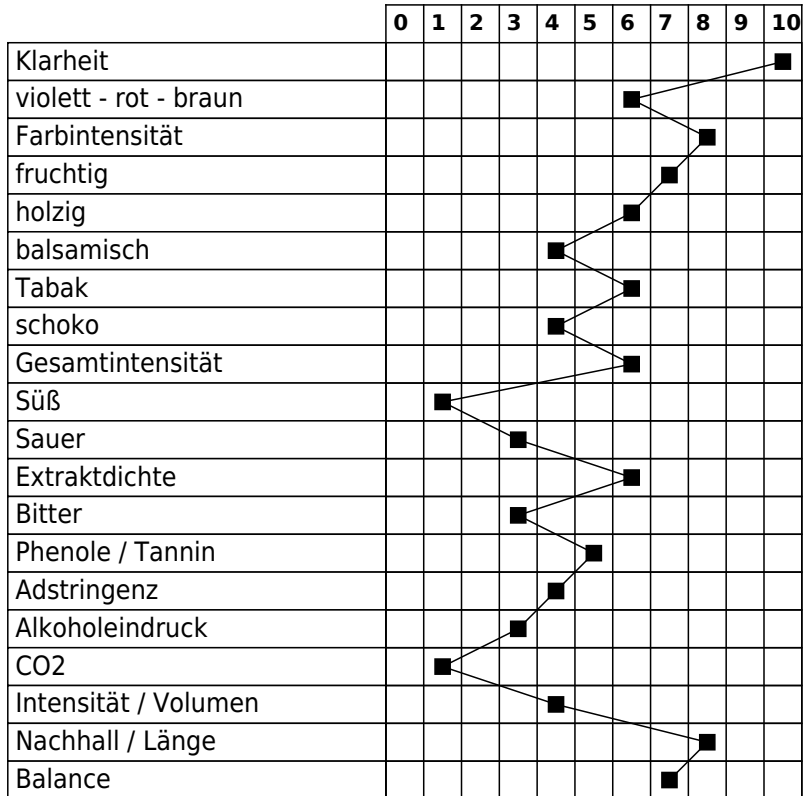 0 1 2 3 4 5 6 7 8 9 10
Klarheit
violett - rot - braun
Farbintensität
fruchtig
holzig
balsamisch
Tabak
schoko
Gesamtintensität
Süß
Sauer
Extraktdichte
Bitter
Phenole / Tannin
Adstringenz
Alkoholeindruck
CO2
Intensität / Volumen
Nachhall / Länge
Balance